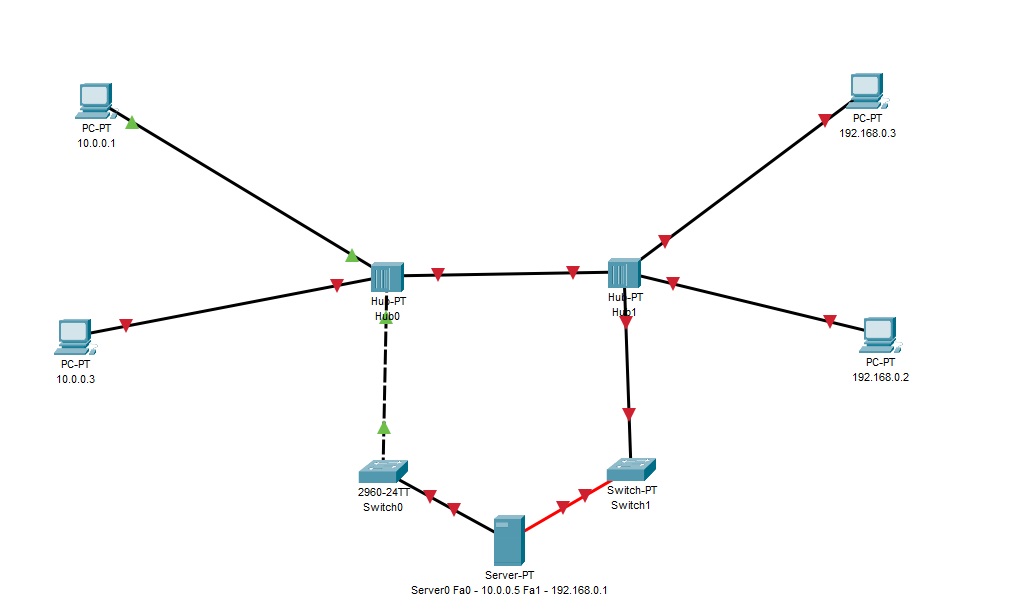 PC-PT
10.0.0.1
PC-PT
192.168.0.3
Hub-PT
Hub0
Hub-PT
Hub1
PC-PT
10.0.0.3
PC-PT
192.168.0.2
2960-24TT
Switch0
Switch-PT
Switch1
Server-PT
Server0 Fa0 - 10.0.0.5 Fa1 - 192.168.0.1